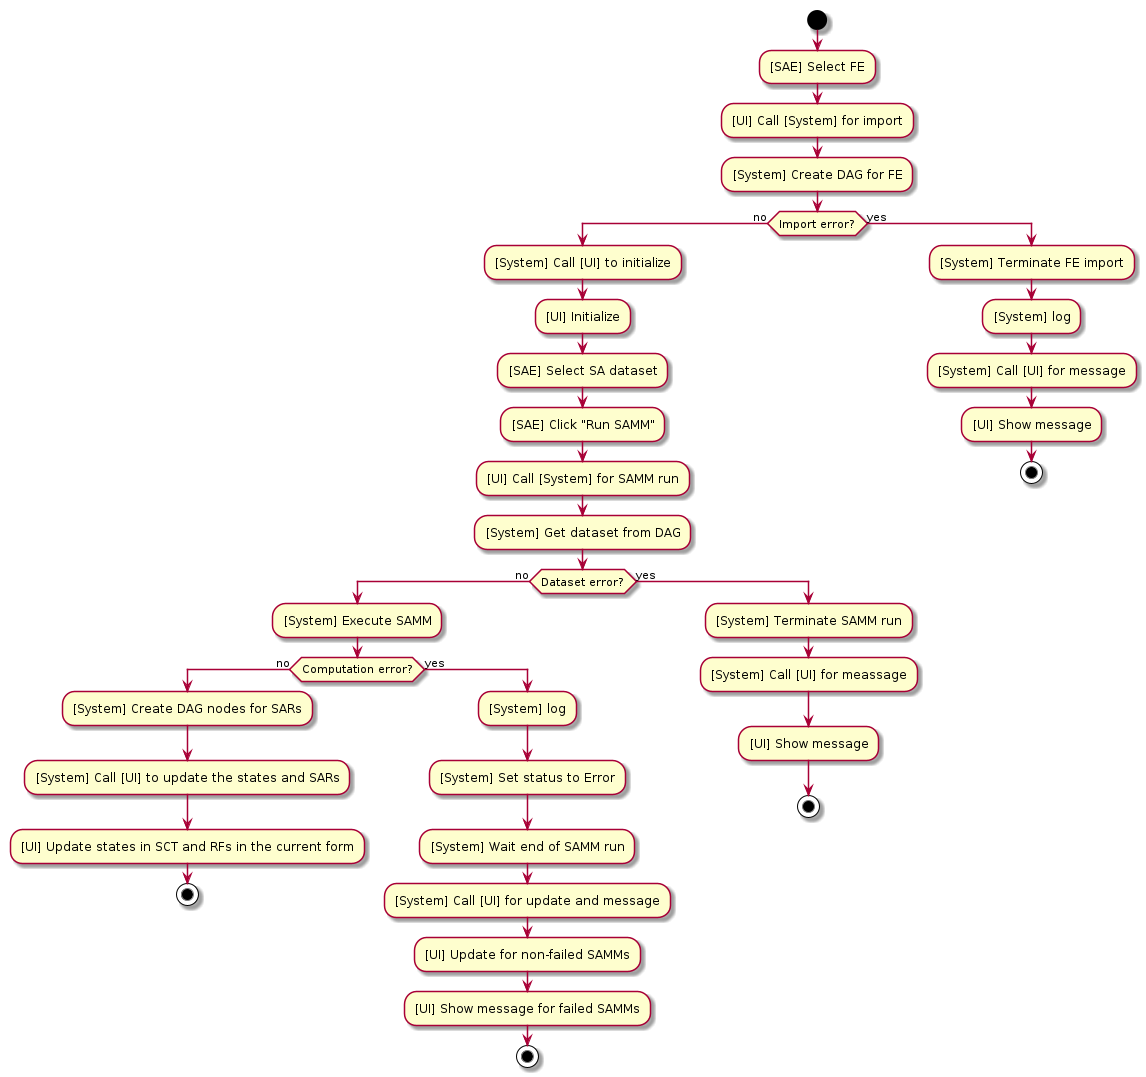 [SAE] Select FE
[UI] Call [System] for import
[System] Create DAG for FE
no
Import error?
yes
[System] Call [UI] to initialize
[System] Terminate FE import
[UI] Initialize
[System] log
[SAE] Select SA dataset
[System] Call [UI] for message
[SAE] Click "Run SAMM"
[UI] Show message
[UI] Call [System] for SAMM run
[System] Get dataset from DAG
no
Dataset error?
yes
[System] Execute SAMM
[System] Terminate SAMM run
no
Computation error?
yes
[System] Call [UI] for meassage
[System] Create DAG nodes for SARs
[System] log
[UI] Show message
[System] Call [UI] to update the states and SARs
[System] Set status to Error
[UI] Update states in SCT and RFs in the current form
[System] Wait end of SAMM run
[System] Call [UI] for update and message
[UI] Update for non-failed SAMMs
[UI] Show message for failed SAMMs